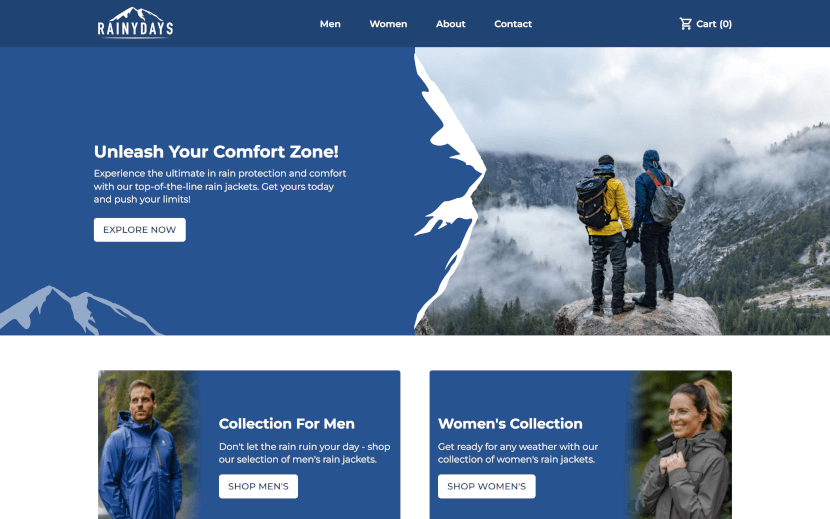 RAINYDAYS
Men
Women
About
Contact
Cart (0)
Unleash Your Comfort Zone!
Experience the ultimate in rain protection and comfort
with our top-of-the-line rain jackets. Get yours today
and push your limits!
EXPLORE NOW
Collection For Men
Don't let the rain ruin your day - shop
our selection of men's rain jackets.
SHOP MEN'S
Women's Collection
Get ready for any weather with our
collection of women's rain jackets.
SHOP WOMEN'S